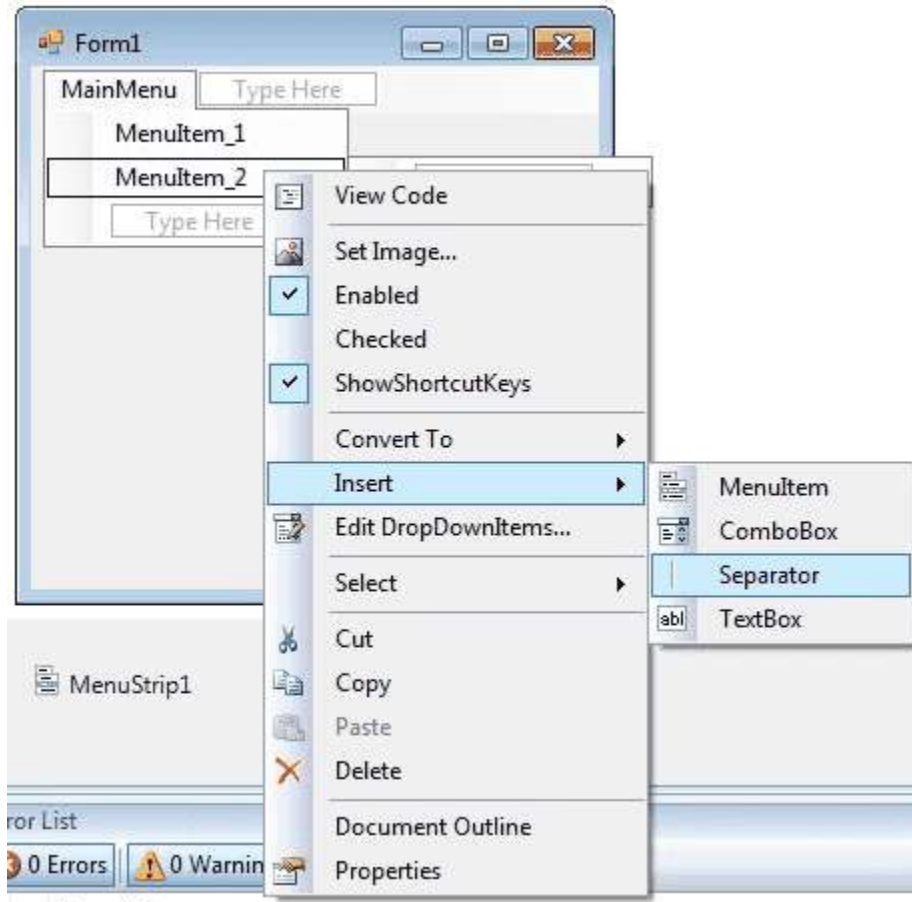 Form1
MainMenu Type Here
MenuItem_1
MenuItem_2
Type Here
View Code
Set Image...
Enabled
Checked
ShowShortcutKeys
Convert To
Insert
Edit DropDownItems...
Select
Cut
Copy
Paste
Delete
Document Outline
Properties
MenuItem
ComboBox
Separator
abl TextBox
MenuStrip1
ror List
0 Errors 0 Warnin